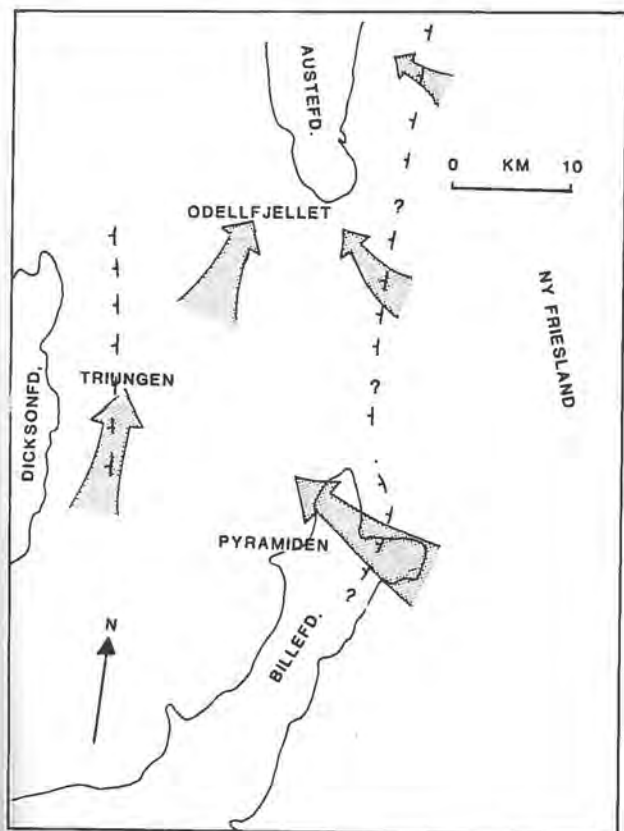 AUSTEFD.
0 KM 10
?
ODELLFJELLET
NY FRIESLAND
TRIUNGEN
DICKSONFD,
?
PYRAMIDEN
?
BILLEFD.
N